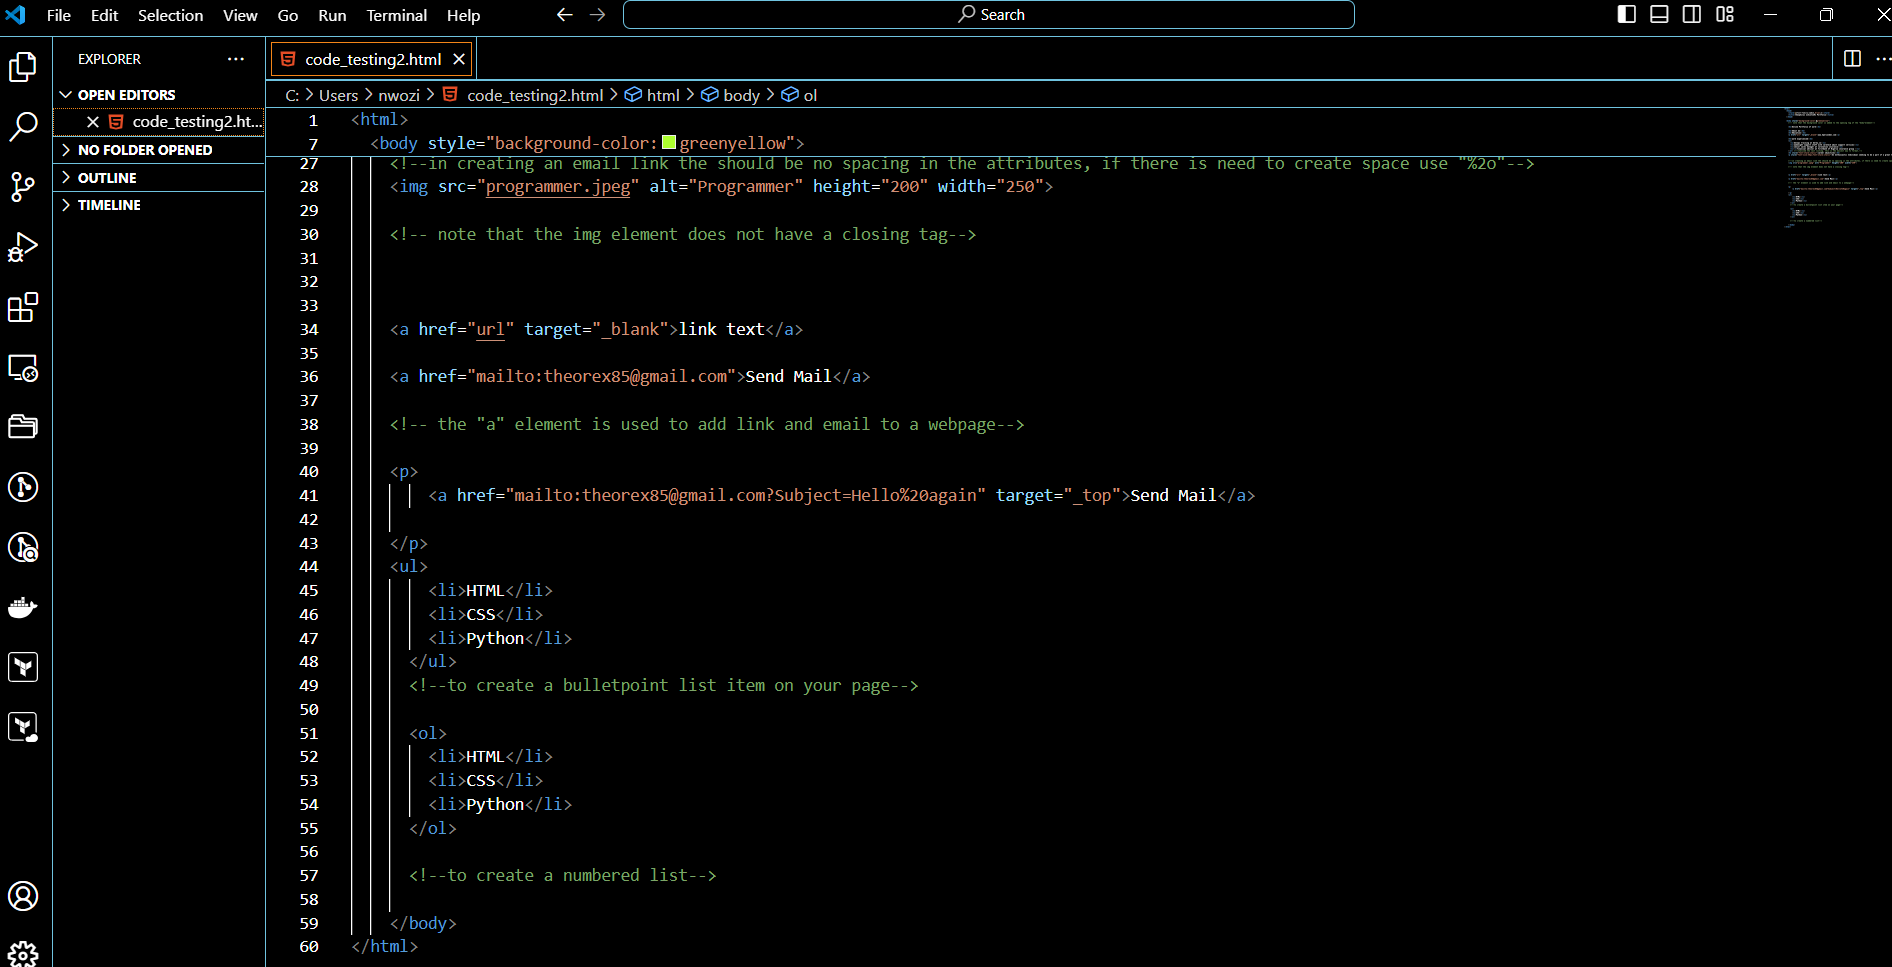 File Edit Selection View Go Run Terminal Help
Search
EXPLORER
OPEN EDITORS
code_testing2.ht...
NO FOLDER OPENED
OUTLINE
TIMELINE
code_testing2.html
C: > Users > nwozi > code_testing2.html > html > body > ol
1 <html>
7 <body style="background-color: greenyellow">
27 <!--in creating an email link the should be no spacing in the attributes, if there is need to create space use "%2o"-->
28 <img src="programmer.jpeg" alt="Programmer" height="200" width="250">
29
30 <!-- note that the img element does not have a closing tag-->
31
32
33
34 <a href="url" target="_blank">link text</a>
35
36 <a href="mailto:theorex85@gmail.com">Send Mail</a>
37
38 <!-- the "a" element is used to add link and email to a webpage-->
39
40 <p>
41 <a href="mailto:theorex85@gmail.com?Subject=Hello%20again" target="_top">Send Mail</a>
42
43 </p>
44 <ul>
45 <li>HTML</li>
46 <li>CSS</li>
47 <li>Python</li>
48 </ul>
49 <!--to create a bulletpoint list item on your page-->
50
51 <ol>
52 <li>HTML</li>
53 <li>CSS</li>
54 <li>Python</li>
55 </ol>
56
57 <!--to create a numbered list-->
58
59 </body>
60 </html>